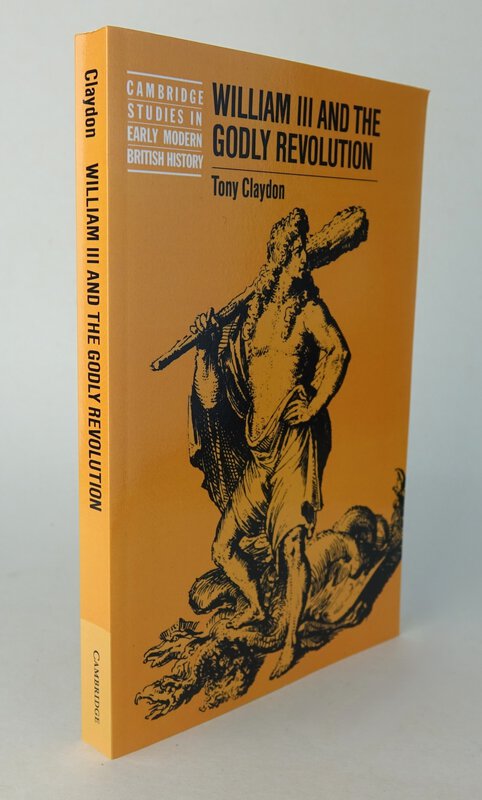 Claydon WILLIAM III AND THE GODLY REVOLUTION
CAMBRIDGE
CAMBRIDGE
STUDIES IN
EARLY MODERN
BRITISH HISTORY
WILLIAM III AND THE
GODLY REVOLUTION
Tony Claydon